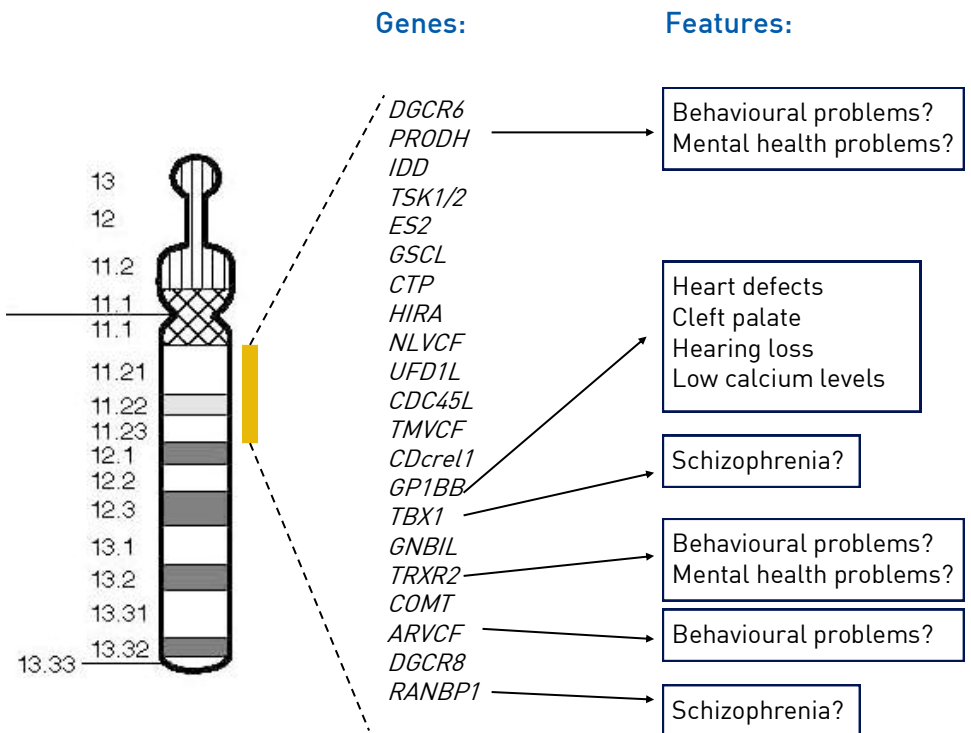 Genes:
Features:
13
12
11.2
11.1
11.1
11.21
11.22
11.23
12.1
12.2
12.3
13.1
13.2
13.31
13.32
13.33
DGCR6
PRODH
IDD
TSK1/2
ES2
GSCL
CTP
HIRA
NLVCF
UFD1L
CDC45L
TMVCF
CDcrel1
GP1BB
TBX1
GNBIL
TRXR2
COMT
ARVCF
DGCR8
RANBP1
Behavioural problems?
Mental health problems?
Heart defects
Cleft palate
Hearing loss
Low calcium levels
Schizophrenia?
Behavioural problems?
Mental health problems?
Behavioural problems?
Schizophrenia?